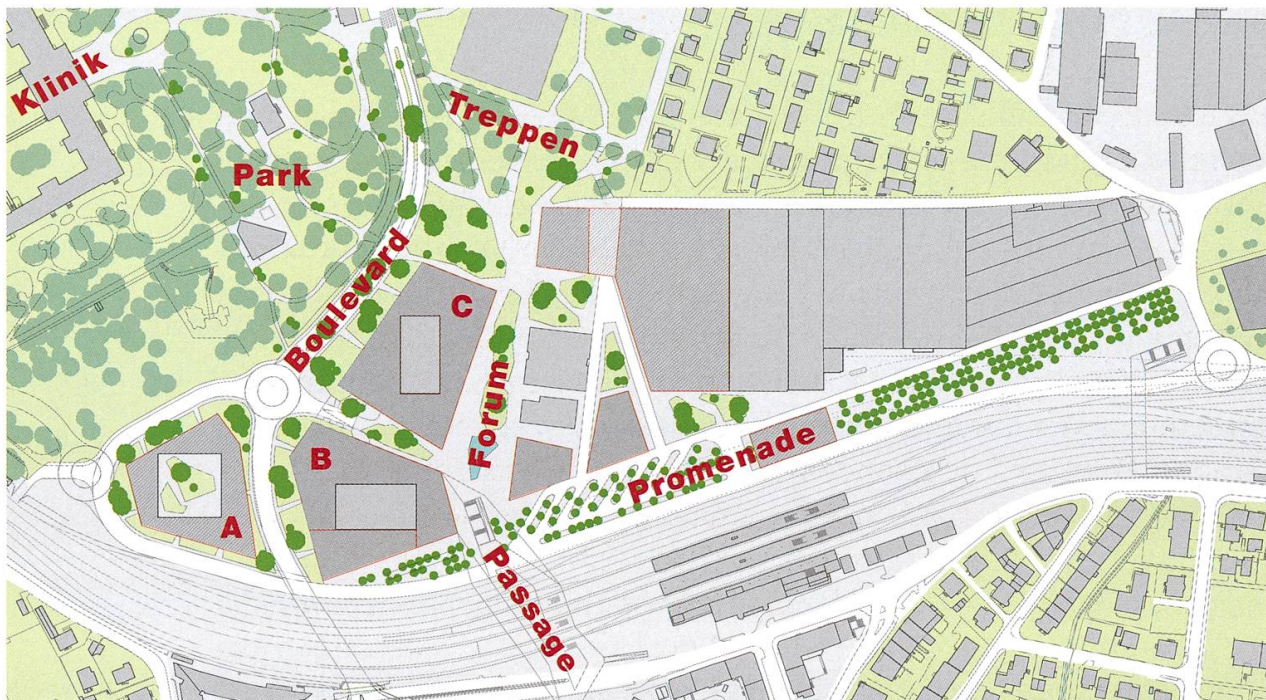 Klinik
Treppen
Park
Boulevard
C
Forum
B
Promenade
A
Passage